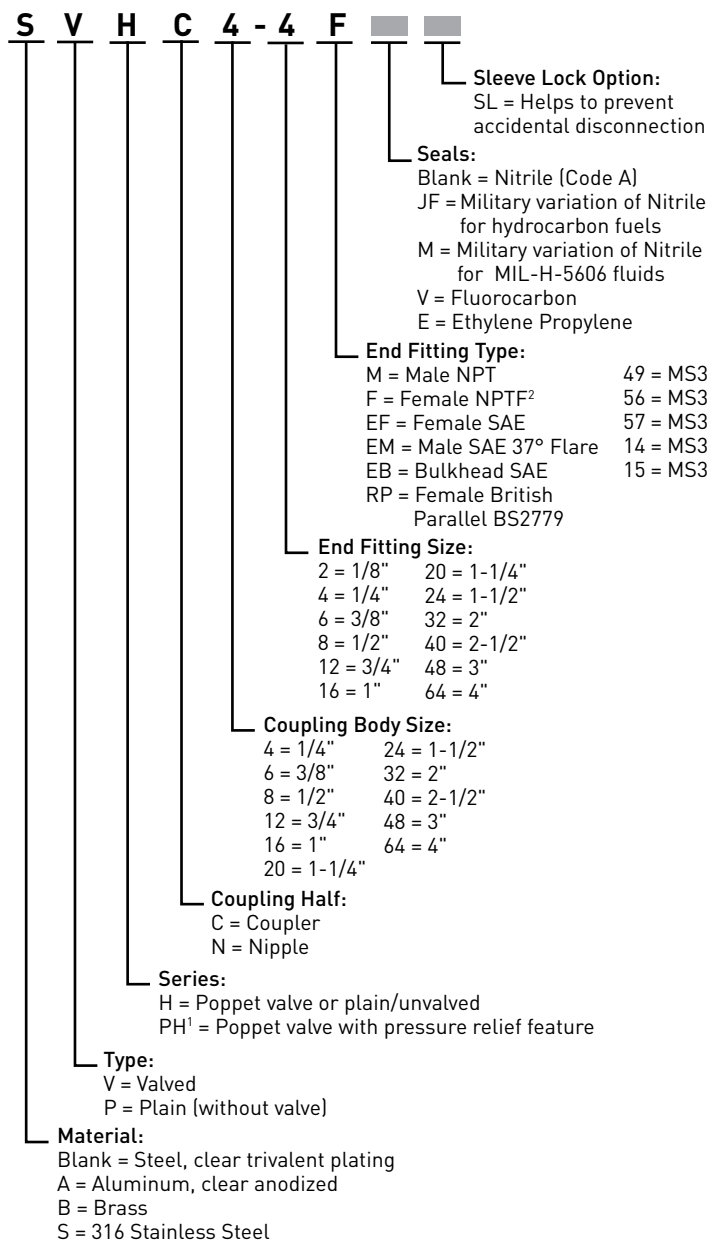 S V H C 4 - 4 F
Sleeve Lock Option:
SL = Helps to prevent
accidental disconnection
Seals:
Blank = Nitrile (Code A)
JF = Military variation of Nitrile
for hydrocarbon fuels
M = Military variation of Nitrile
for MIL-H-5606 fluids
V = Fluorocarbon
E = Ethylene Propylene
End Fitting Type:
M = Male NPT 49 = MS3
F = Female NPTF² 56 = MS3
EF = Female SAE 57 = MS3
EM = Male SAE 37° Flare 14 = MS3
EB = Bulkhead SAE 15 = MS3
RP = Female British
Parallel BS2779
End Fitting Size:
2 = 1/8" 20 = 1-1/4"
4 = 1/4" 24 = 1-1/2"
6 = 3/8" 32 = 2"
8 = 1/2" 40 = 2-1/2"
12 = 3/4" 48 = 3"
16 = 1" 64 = 4"
Coupling Body Size:
4 = 1/4" 24 = 1-1/2"
6 = 3/8" 32 = 2"
8 = 1/2" 40 = 2-1/2"
12 = 3/4" 48 = 3"
16 = 1" 64 = 4"
20 = 1-1/4"
Coupling Half:
C = Coupler
N = Nipple
Series:
H = Poppet valve or plain/unvalved
PH¹ = Poppet valve with pressure relief feature
Type:
V = Valved
P = Plain (without valve)
Material:
Blank = Steel, clear trivalent plating
A = Aluminum, clear anodized
B = Brass
S = 316 Stainless Steel